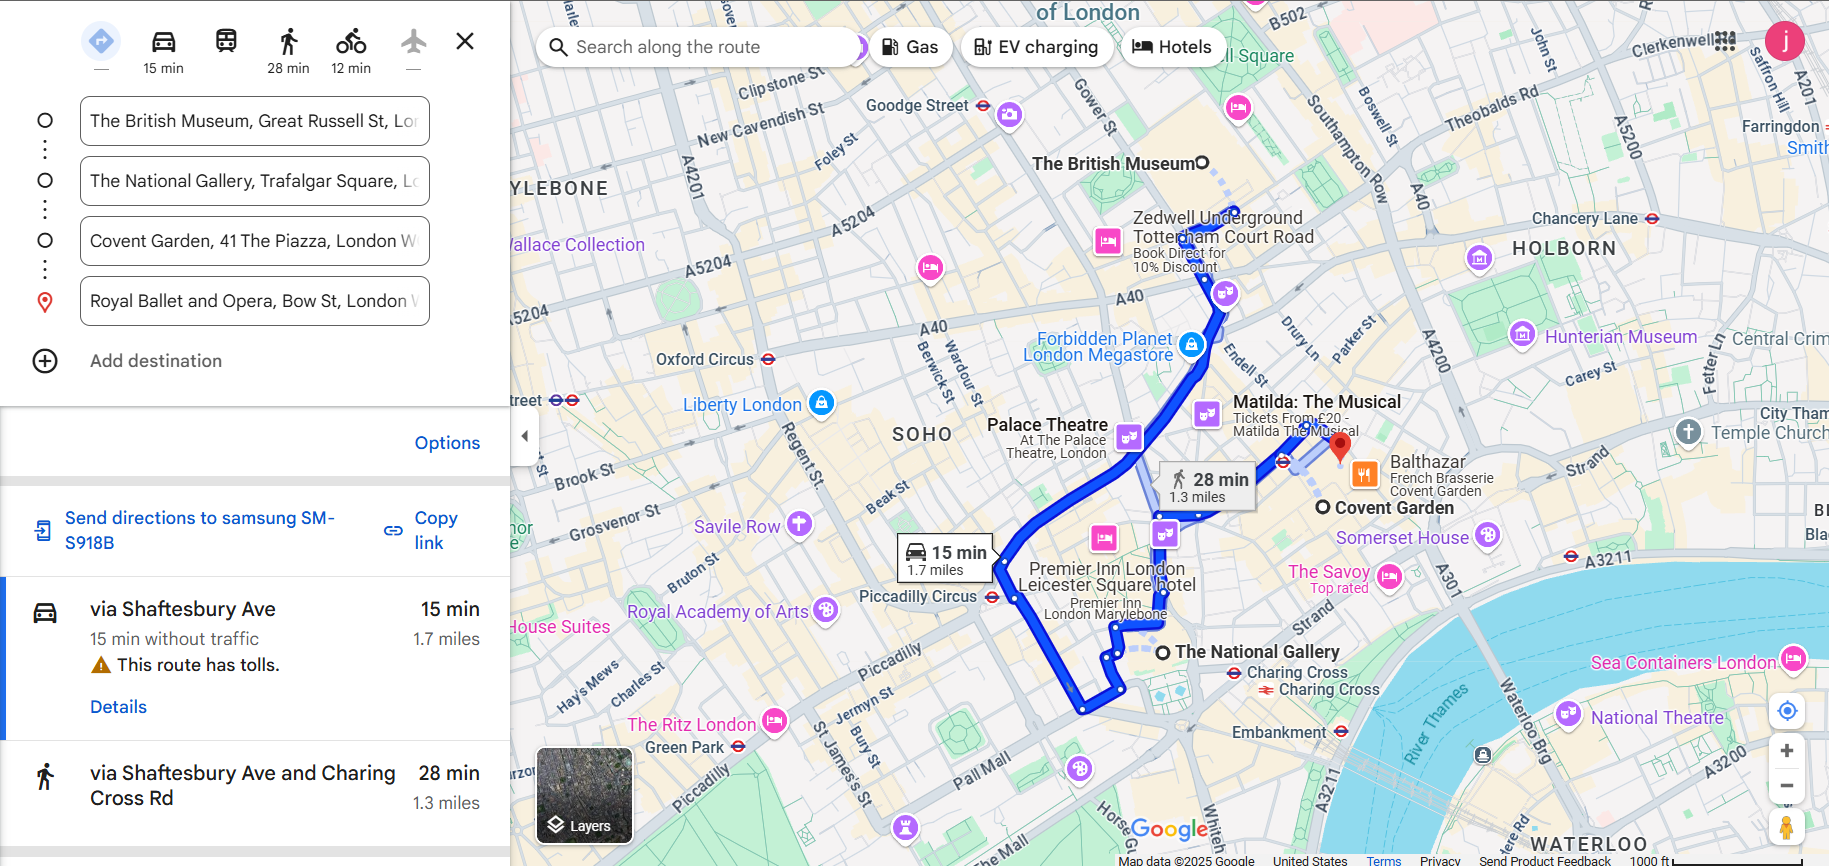 15 min
28 min
12 min
The British Museum, Great Russell St, Lon
The National Gallery, Trafalgar Square, Lo
Covent Garden, 41 The Piazza, London W
Royal Ballet and Opera, Bow St, London W
Add destination
Options
Send directions to samsung SM-
S918B
Copy
link
via Shaftesbury Ave
15 min
15 min without traffic
1.7 miles
This route has tolls.
Details
via Shaftesbury Ave and Charing
Cross Rd
28 min
1.3 miles
Search along the route
Gas
EV charging
Hotels
j
of London
B502
ll Square
Clerkenwell
John St
Saffron Hill
A201
Clipstone St
Goodge Street
Gower St
Southampton Row
Boswell St
Theobalds Rd
A5200
Farringdon
Smith
New Cavendish St
Foley St
A4201
The British Museum
YLEBONE
A5204
A40
Chancery Lane
Wallace Collection
Zedwell Underground
Tottenham Court Road
Book Direct for
10% Discount
HOLBORN
A5204
A5204
A40
A40
Oxford Circus
Berwick St
Wardour St
Forbidden Planet
London Megastore
Drury Ln
Parker St
Endell St
A4200
Hunterian Museum
Central Crim
Fetter Ln
Carey St
treet
Liberty London
SOHO
Regent St.
Palace Theatre
At The Palace
Theatre, London
Matilda: The Musical
Tickets From £20 -
Matilda The Musical
City Tham
Temple Church
Strand
Balthazar
French Brasserie
Covent Garden
28 min
1.3 miles
Covent Garden
Brook St
Grosvenor St
Beak St
Savile Row
nor
e
Somerset House
A3211
15 min
1.7 miles
Bruton St
Piccadilly Circus
Premier Inn London
Leicester Square hotel
Premier Inn
London Marylebone
The Savoy
Top rated
A301
Royal Academy of Arts
House Suites
Strand
The National Gallery
Charing Cross
Charing Cross
Sea Containers London
Piccadilly
Hay's Mews
Charles St
Jermyn St
The Ritz London
Green Park
St James's St
Bury St
Embankment
River Thames
Waterloo Brg
National Theatre
A3200
Pall Mall
Piccadilly
A3211
The Mall
Horse Gu
Whiteh
WATERLOO
Layers
Google
Map data ©2025 Google
United States
Terms
Privacy
Send Product Feedback
1000 ft